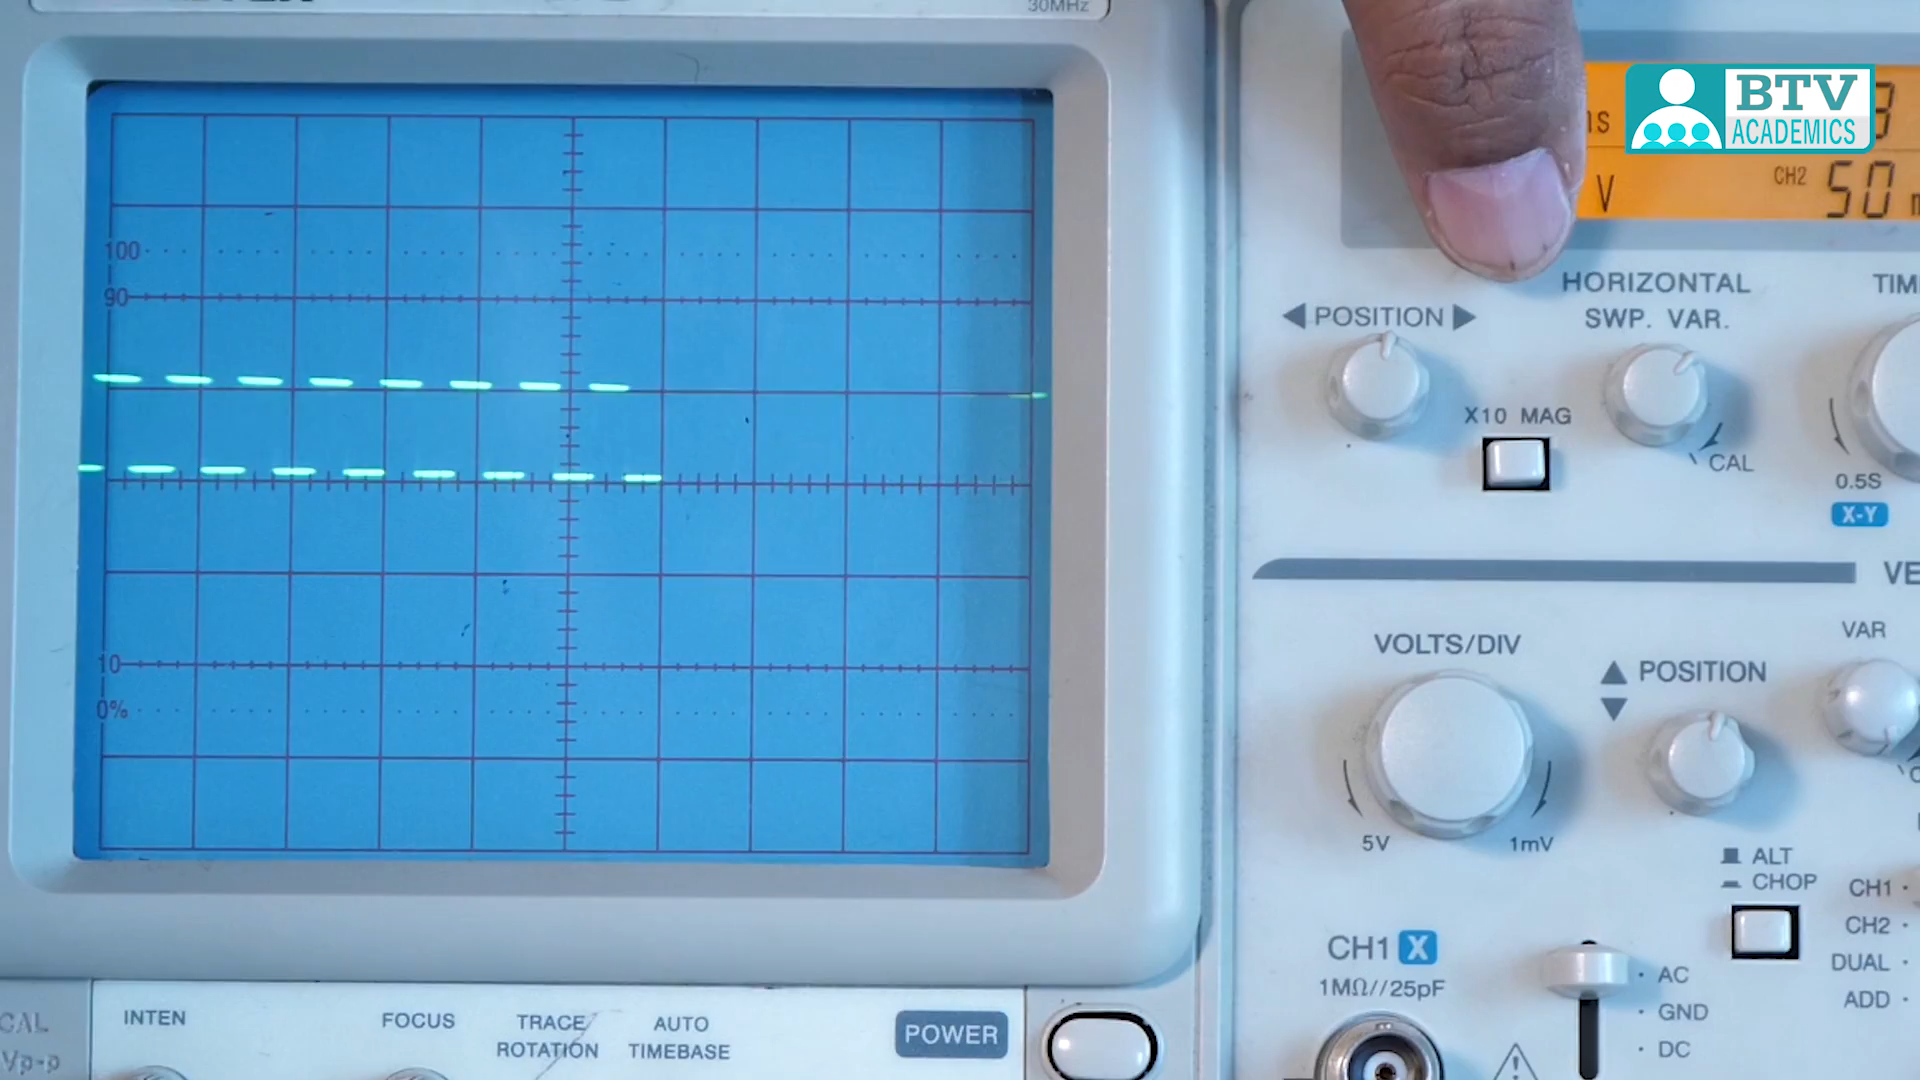 30MHz
BTV
ACADEMICS
CH2 50
V
100
90
10
0%
HORIZONTAL
◀ POSITION ▶
SWP. VAR.
X10 MAG
CAL
0.5S
X-Y
VOLTS/DIV
▲ POSITION
▼
VAR
5V
1mV
ALT
CHOP
CH1
CH2
DUAL
ADD
CH1 X
1MΩ//25pF
AC
GND
DC
CAL
Vp-p
INTEN
FOCUS
TRACE
ROTATION
AUTO
TIMEBASE
POWER